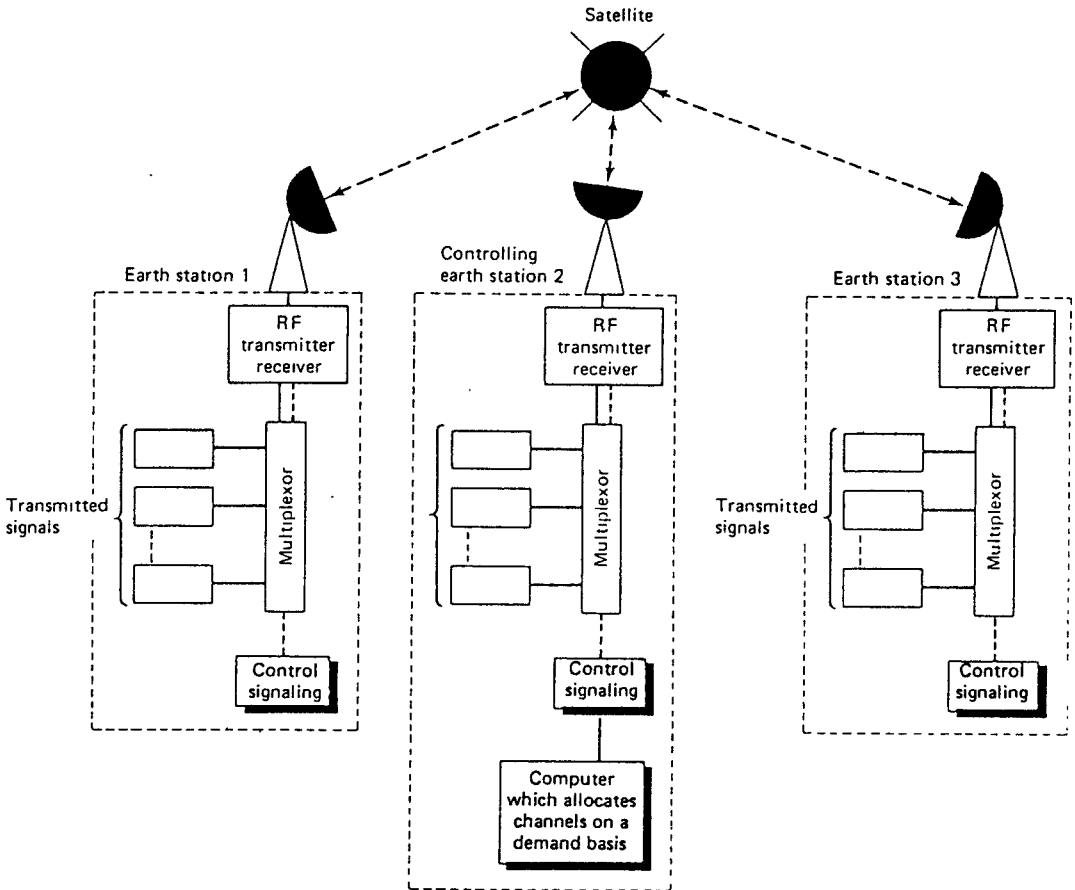 Satellite
Earth station 1
Controlling
earth station 2
Earth station 3
RF
transmitter
receiver
RF
transmitter
receiver
RF
transmitter
receiver
Transmitted
signals
Multiplexor
Multiplexor
Transmitted
signals
Multiplexor
Control
signaling
Control
signaling
Control
signaling
Computer
which allocates
channels on a
demand basis